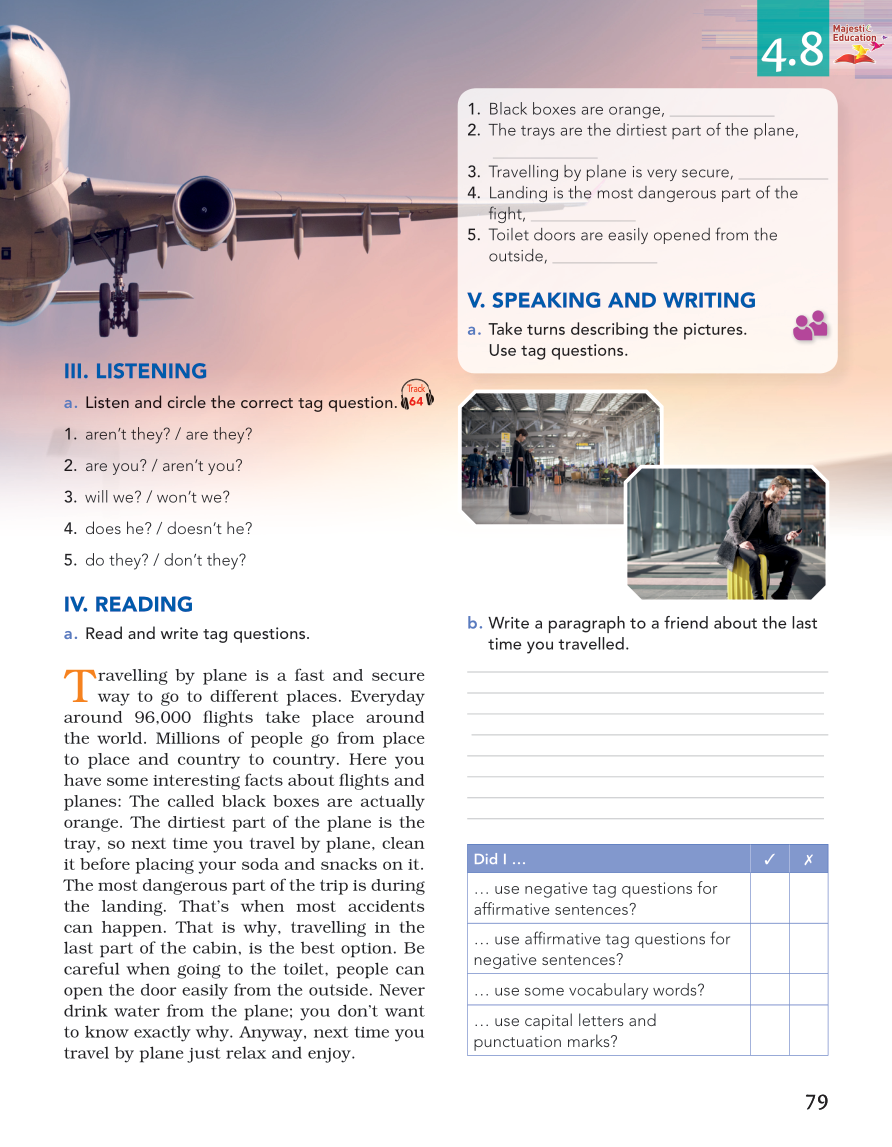 4.8
Majestic
Education
III. LISTENING
a. Listen and circle the correct tag question.
Track
64
1. aren't they? / are they?
2. are you? / aren't you?
3. will we? / won't we?
4. does he? / doesn't he?
5. do they? / don't they?
IV. READING
a. Read and write tag questions.
Travelling by plane is a fast and secure
way to go to different places. Everyday
around 96,000 flights take place around
the world. Millions of people go from place
to place and country to country. Here you
have some interesting facts about flights and
planes: The called black boxes are actually
orange. The dirtiest part of the plane is the
tray, so next time you travel by plane, clean
it before placing your soda and snacks on it.
The most dangerous part of the trip is during
the landing. That's when most accidents
can happen. That is why, travelling in the
last part of the cabin, is the best option. Be
careful when going to the toilet, people can
open the door easily from the outside. Never
drink water from the plane; you don't want
to know exactly why. Anyway, next time you
travel by plane just relax and enjoy.
1. Black boxes are orange, ____________
2. The trays are the dirtiest part of the plane,
____________
3. Travelling by plane is very secure, __________
4. Landing is the most dangerous part of the
fight, ____________
5. Toilet doors are easily opened from the
outside, ____________
V. SPEAKING AND WRITING
a. Take turns describing the pictures.
Use tag questions.
b. Write a paragraph to a friend about the last
time you travelled.
Did I … ✓ ✗
… use negative tag questions for
affirmative sentences?
… use affirmative tag questions for
negative sentences?
… use some vocabulary words?
… use capital letters and
punctuation marks?
79